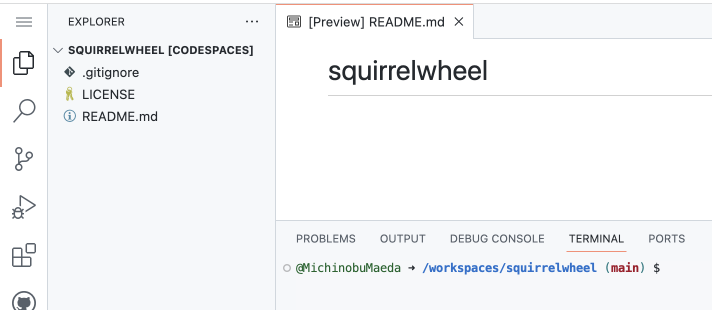 EXPLORER
SQUIRRELWHEEL [CODESPACES]
.gitignore
LICENSE
README.md
[Preview] README.md
squirrelwheel
PROBLEMS OUTPUT DEBUG CONSOLE TERMINAL PORTS
@MichinobuMaeda ➜ /workspaces/squirrelwheel (main) $